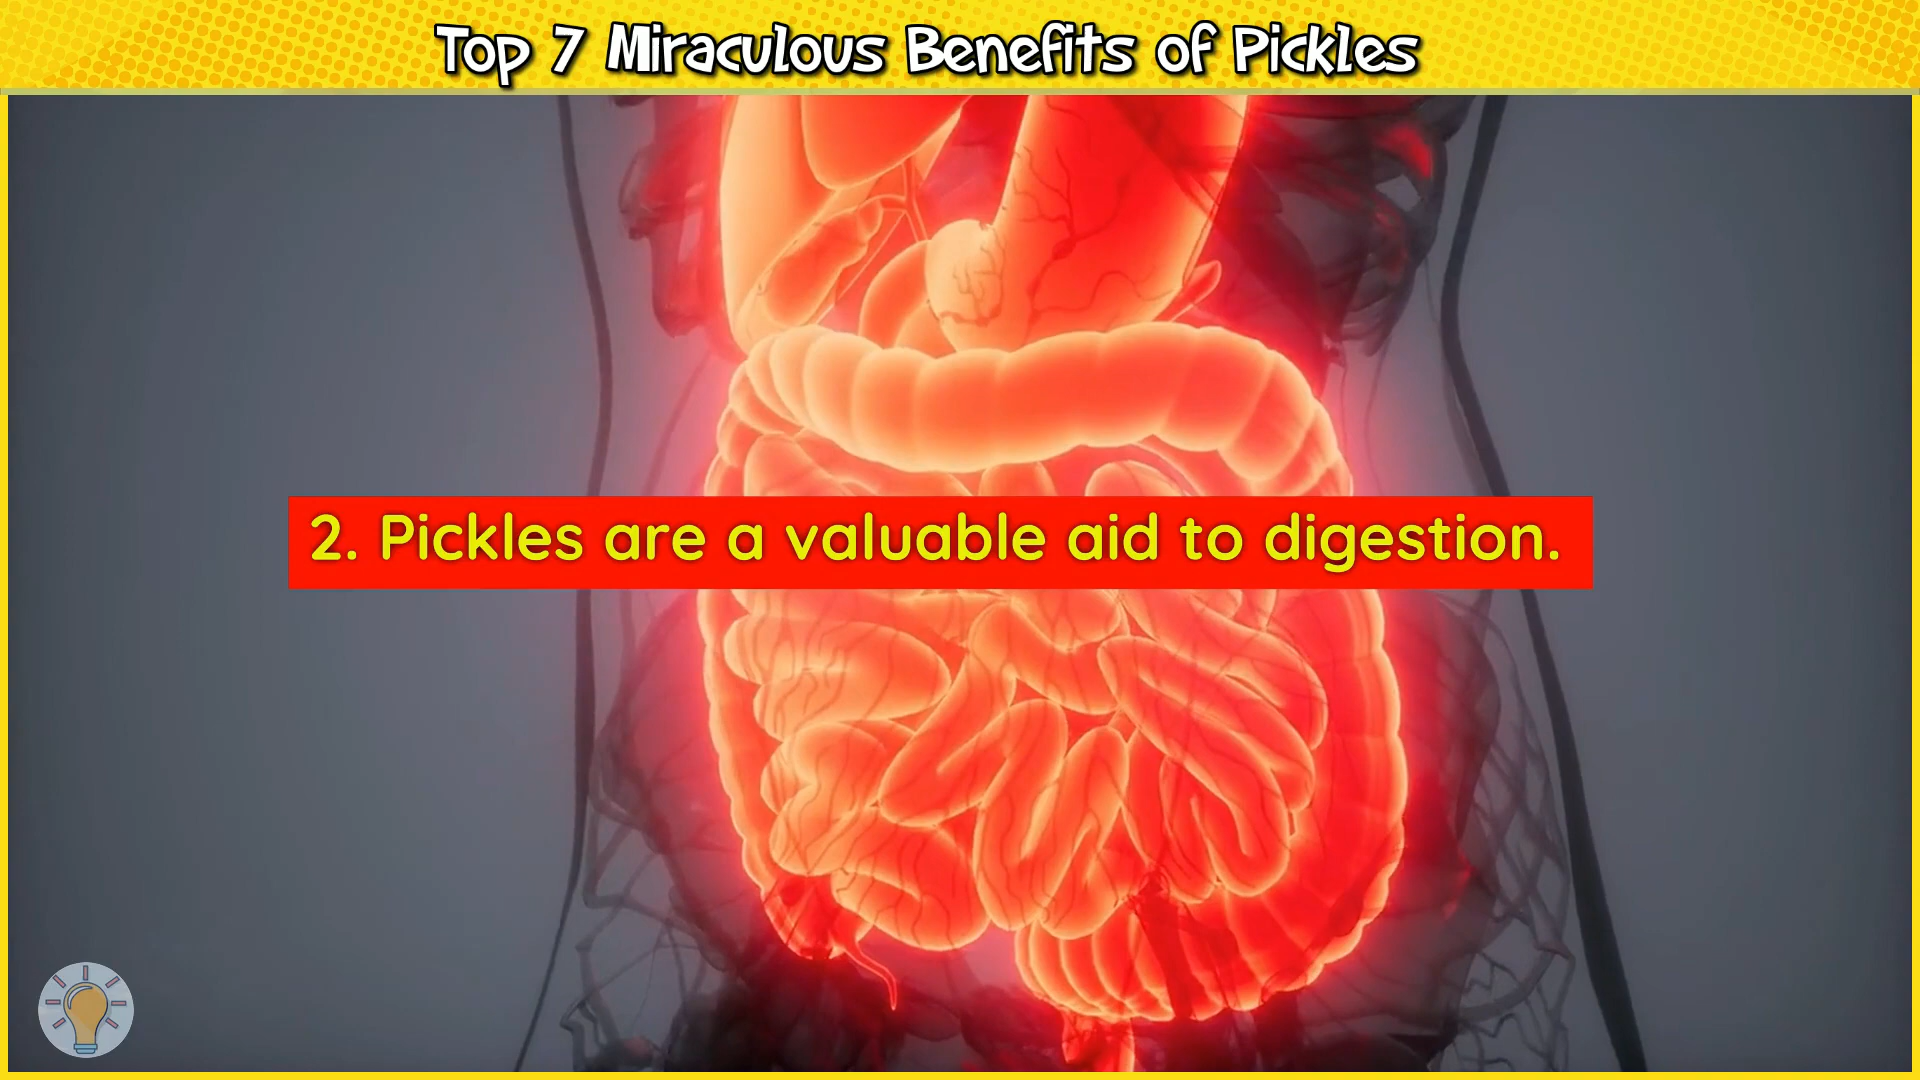 Top 7 Miraculous Benefits of Pickles
2. Pickles are a valuable aid to digestion.